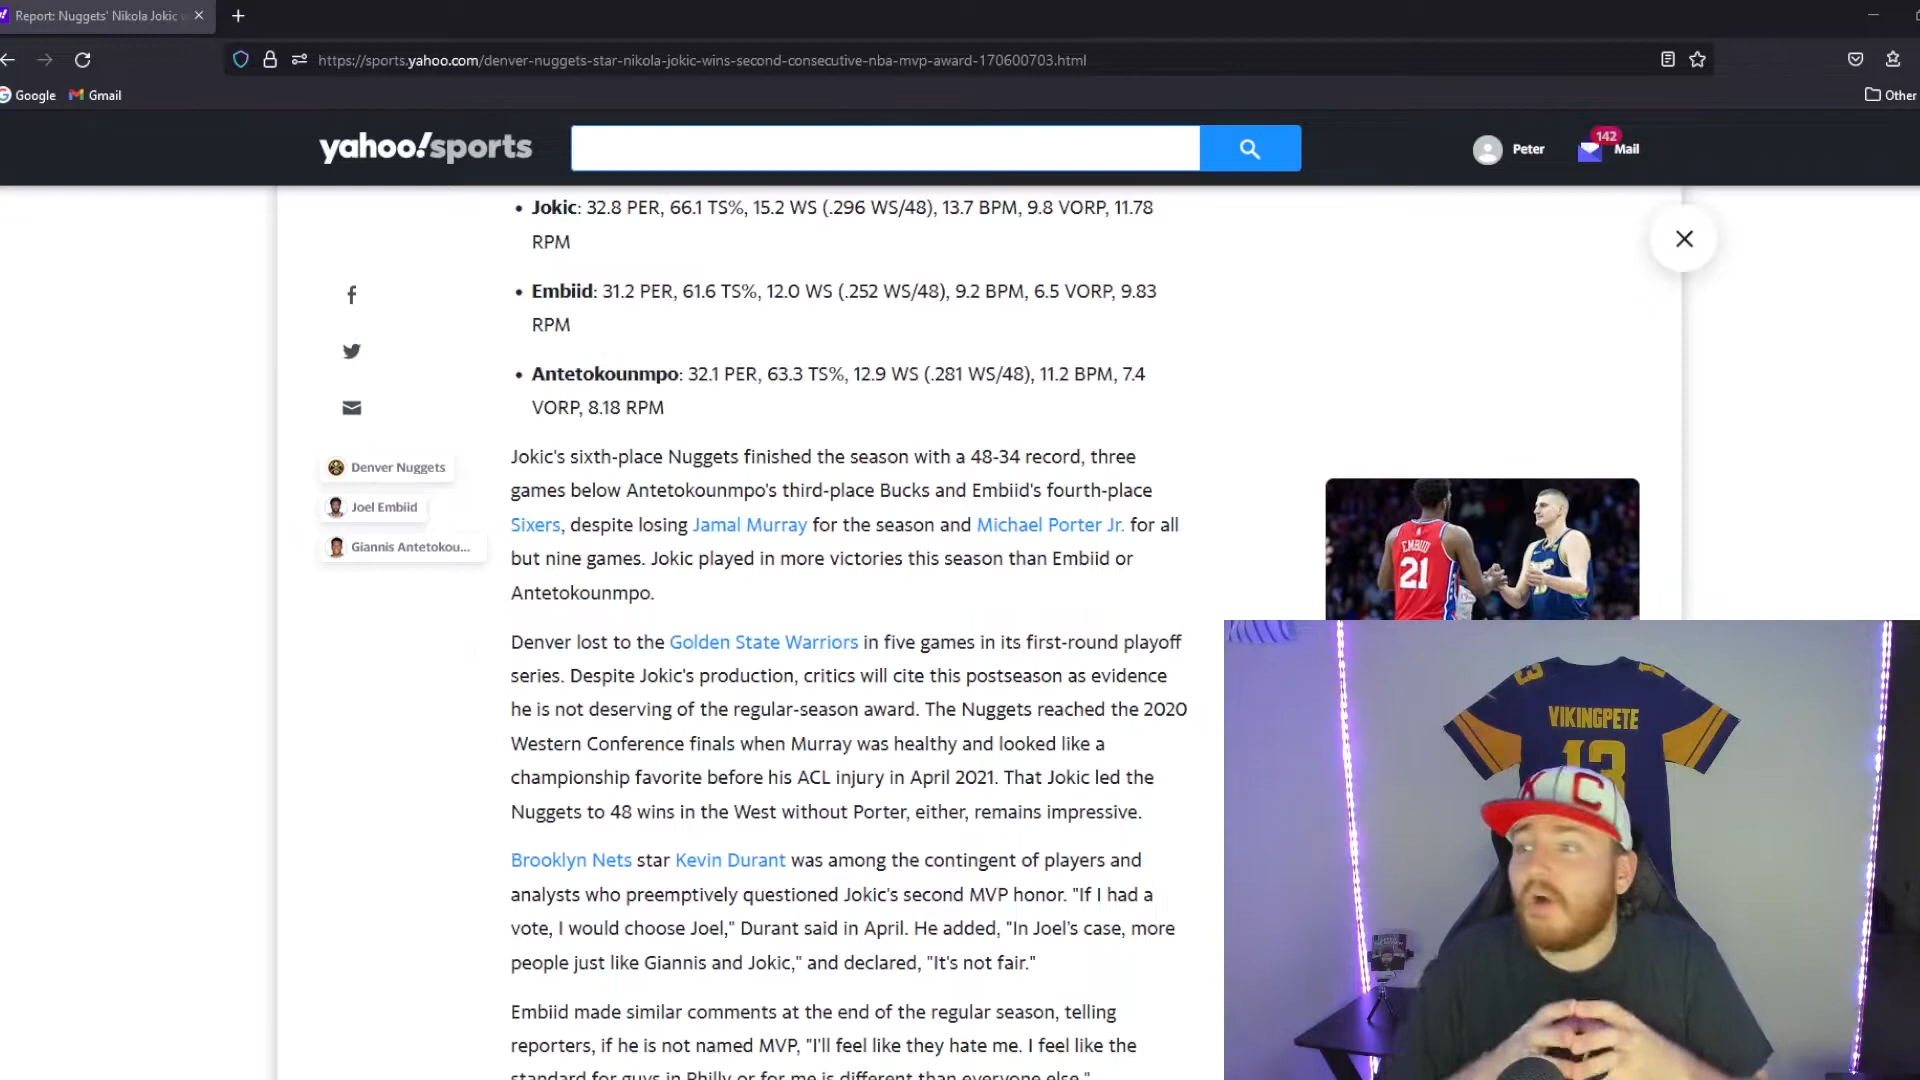 Report: Nuggets' Nikola Jokic
https://sports.yahoo.com/denver-nuggets-star-nikola-jokic-wins-second-consecutive-nba-mvp-award-170600703.html
Google
Gmail
Other
yahoo!sports
Peter
142
Mail
• Jokic: 32.8 PER, 66.1 TS%, 15.2 WS (.296 WS/48), 13.7 BPM, 9.8 VORP, 11.78
RPM
• Embiid: 31.2 PER, 61.6 TS%, 12.0 WS (.252 WS/48), 9.2 BPM, 6.5 VORP, 9.83
RPM
• Antetokounmpo: 32.1 PER, 63.3 TS%, 12.9 WS (.281 WS/48), 11.2 BPM, 7.4
VORP, 8.18 RPM
Denver Nuggets
Joel Embiid
Giannis Antetokou...
Jokic's sixth-place Nuggets finished the season with a 48-34 record, three
games below Antetokounmpo's third-place Bucks and Embiid's fourth-place
Sixers, despite losing Jamal Murray for the season and Michael Porter Jr. for all
but nine games. Jokic played in more victories this season than Embiid or
Antetokounmpo.
Denver lost to the Golden State Warriors in five games in its first-round playoff
series. Despite Jokic's production, critics will cite this postseason as evidence
he is not deserving of the regular-season award. The Nuggets reached the 2020
Western Conference finals when Murray was healthy and looked like a
championship favorite before his ACL injury in April 2021. That Jokic led the
Nuggets to 48 wins in the West without Porter, either, remains impressive.
Brooklyn Nets star Kevin Durant was among the contingent of players and
analysts who preemptively questioned Jokic's second MVP honor. "If I had a
vote, I would choose Joel," Durant said in April. He added, "In Joel's case, more
people just like Giannis and Jokic," and declared, "It's not fair."
Embiid made similar comments at the end of the regular season, telling
reporters, if he is not named MVP, "I'll feel like they hate me. I feel like the
standard for guys in Philly or for me is different than everyone else."
EMBIID
21
VIKINGPETE
13
13
C